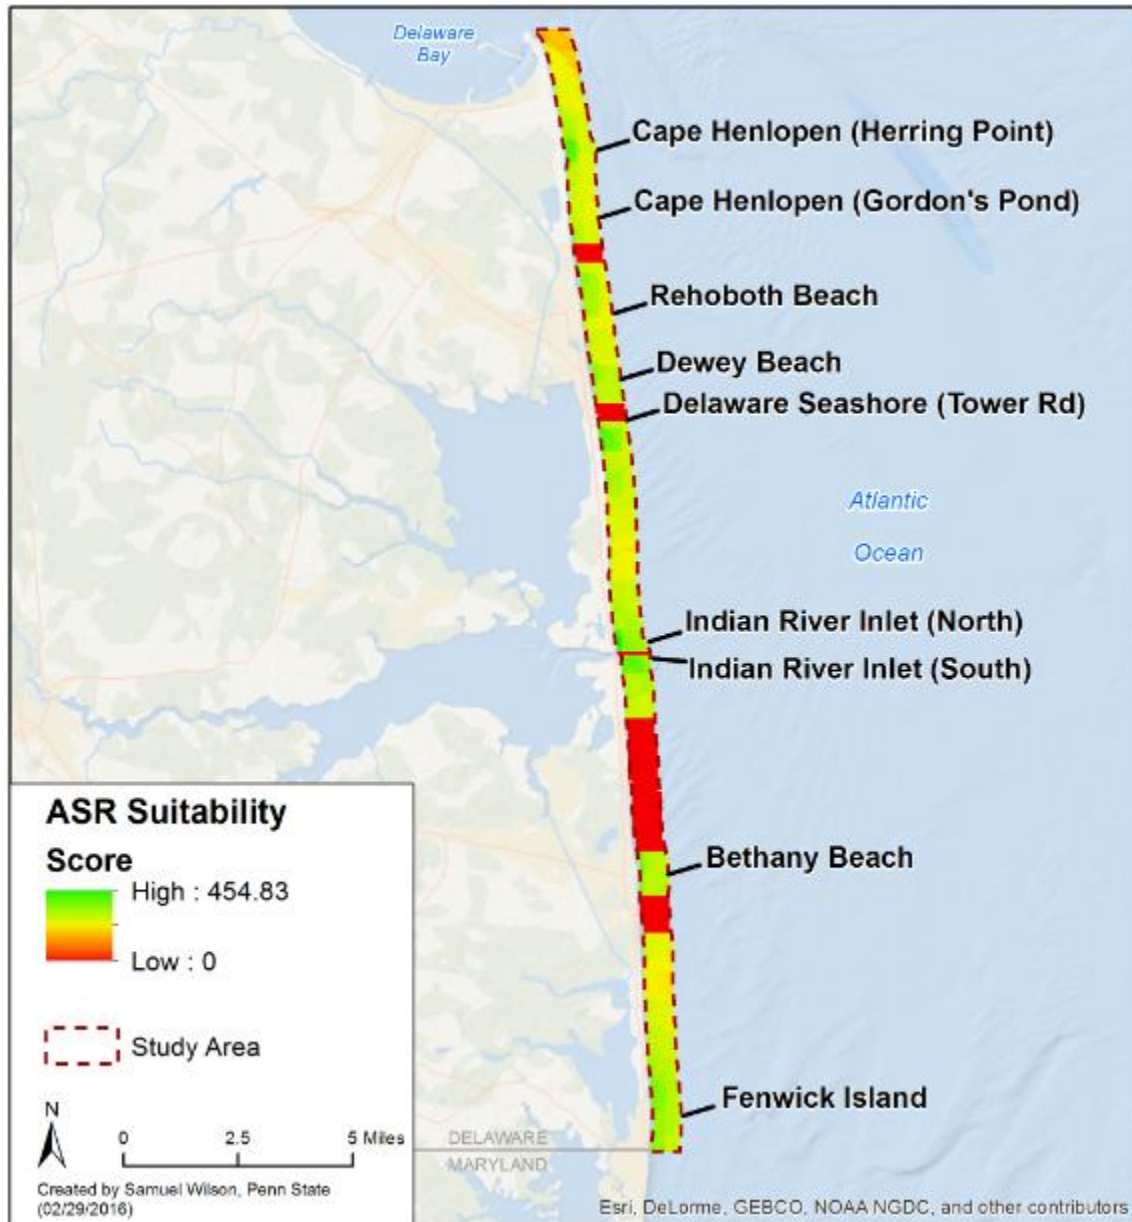 Delaware
Bay
Cape Henlopen (Herring Point)
Cape Henlopen (Gordon's Pond)
Rehoboth Beach
Dewey Beach
Delaware Seashore (Tower Rd)
Atlantic
Ocean
Indian River Inlet (North)
Indian River Inlet (South)
Bethany Beach
Fenwick Island
ASR Suitability
Score
High : 454.83
Low : 0
Study Area
N
0 2.5 5 Miles
DELAWARE
MARYLAND
Created by Samuel Wilson, Penn State
(02/29/2016)
Esri, DeLorme, GEBCO, NOAA NGDC, and other contributors